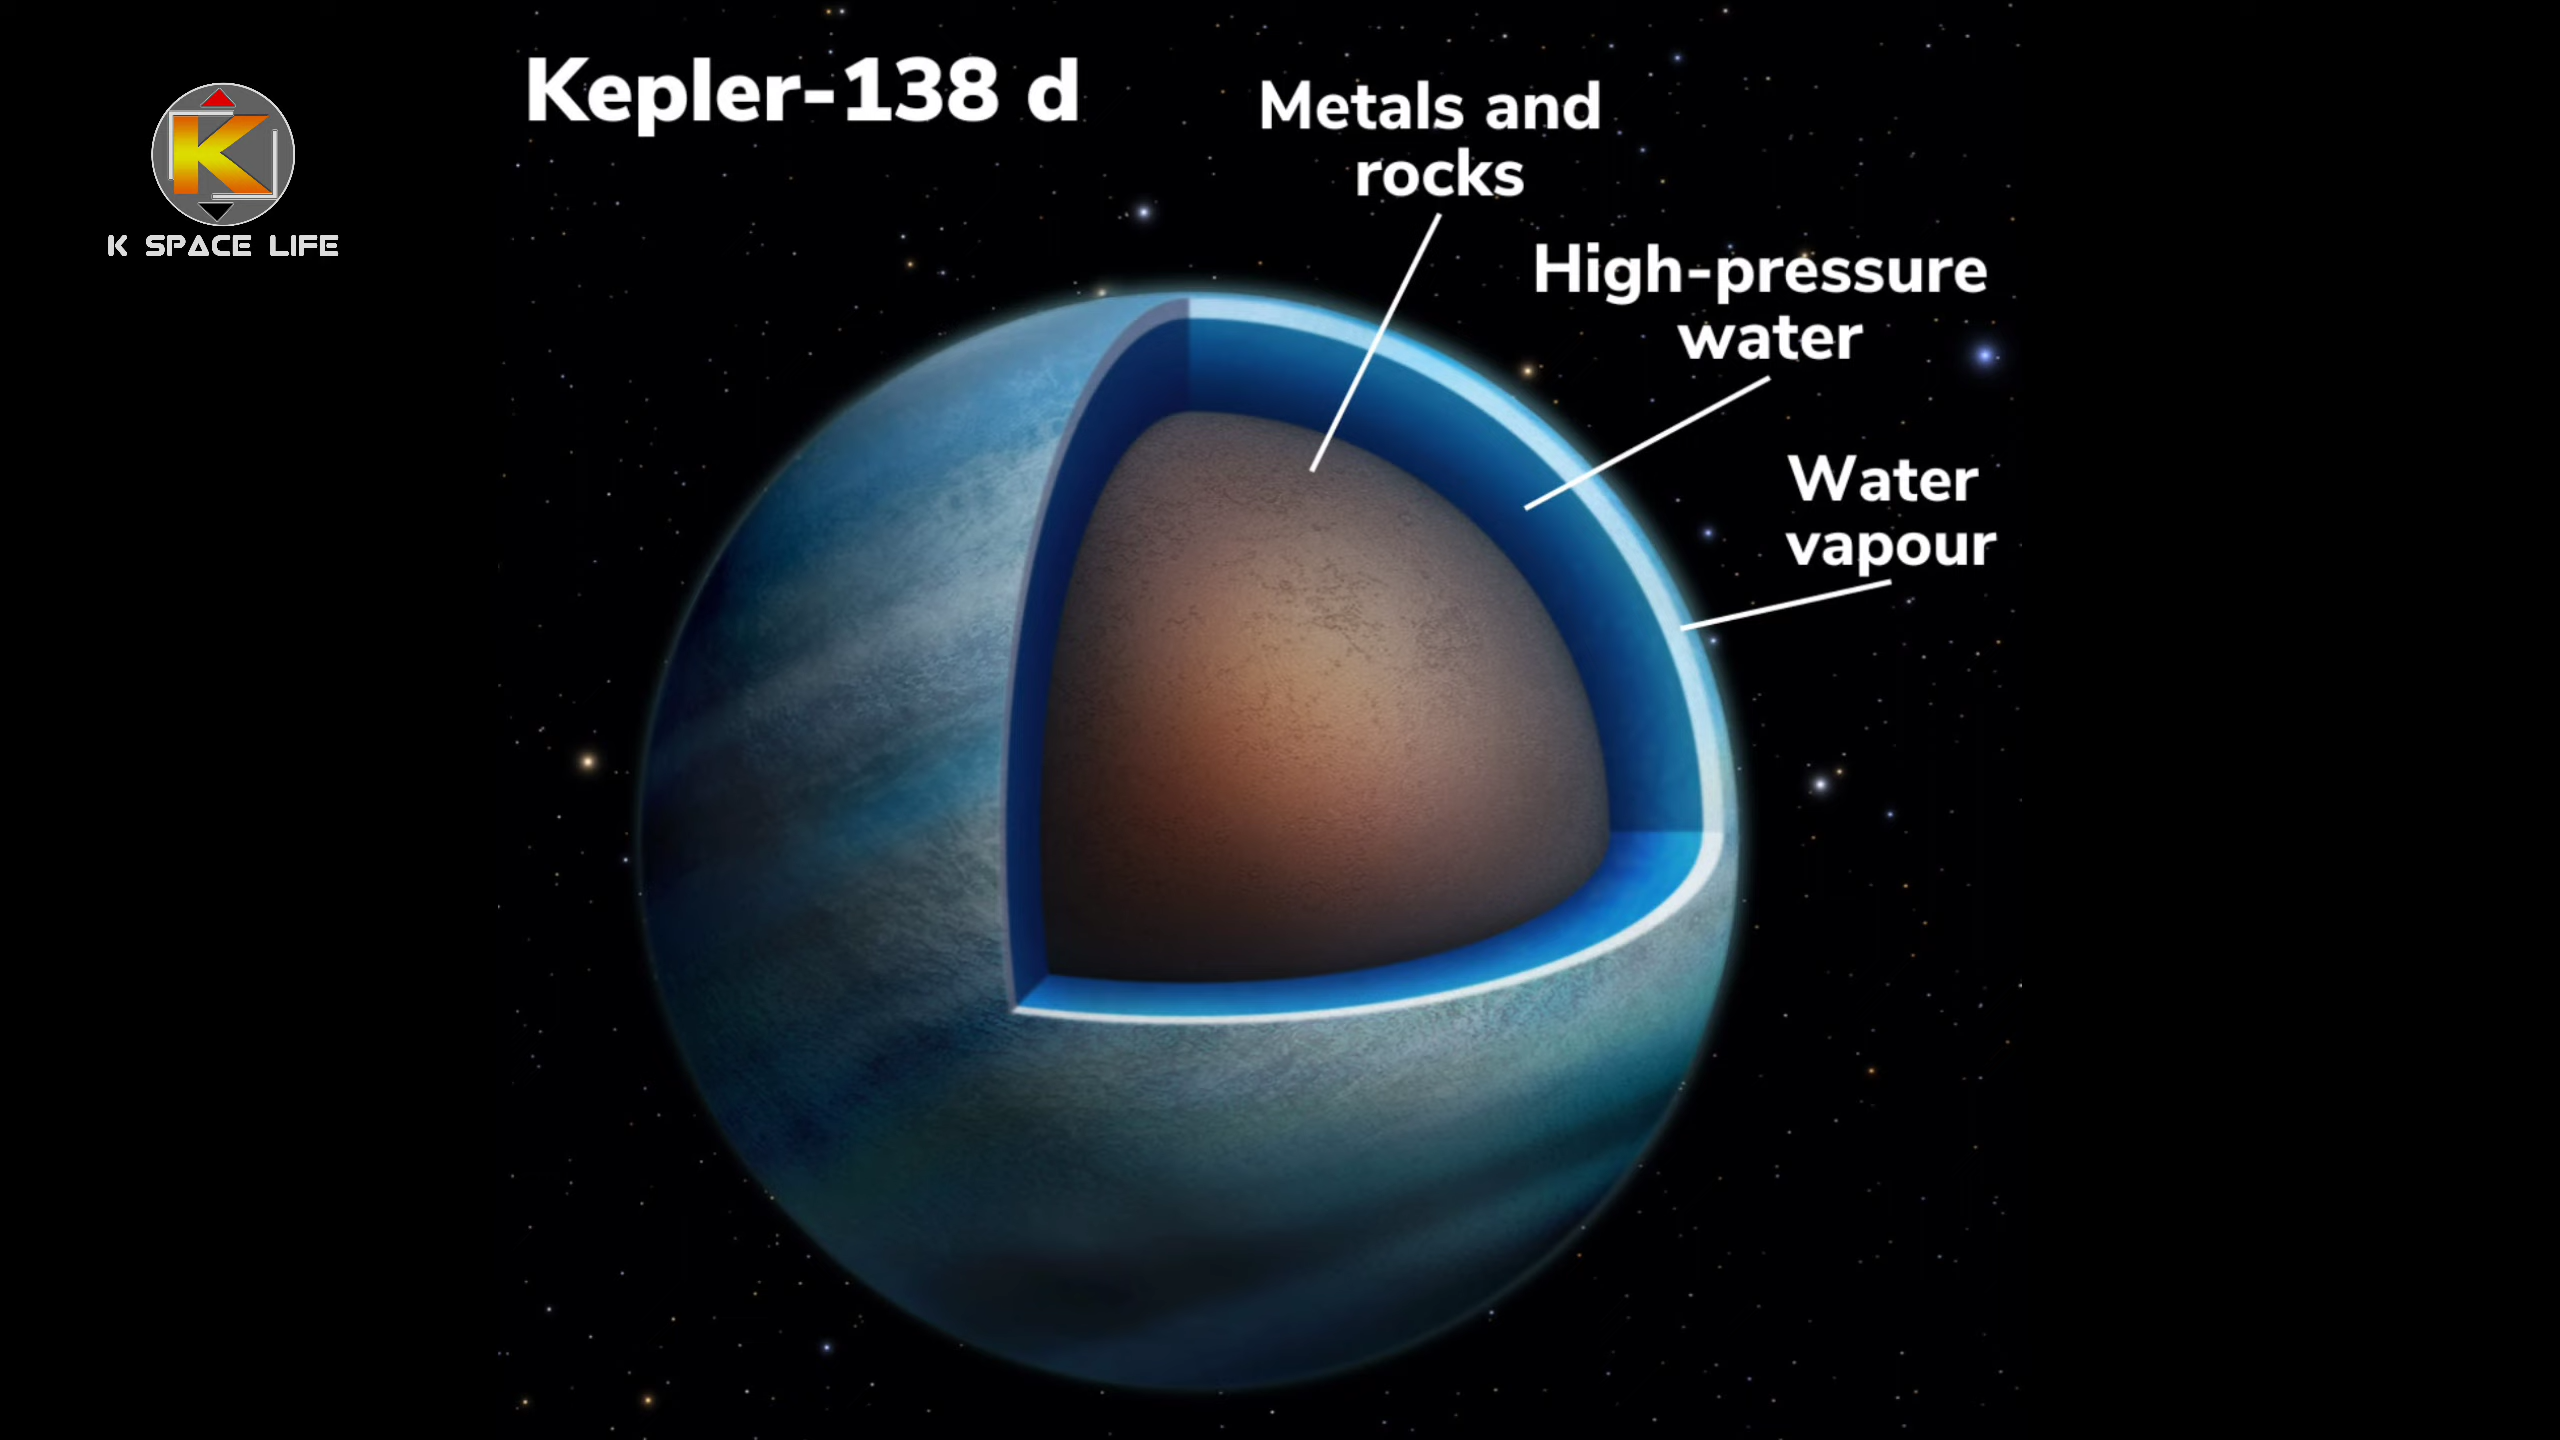 Kepler-138 d
Metals and
rocks
High-pressure
water
Water
vapour
K
K SPACE LIFE